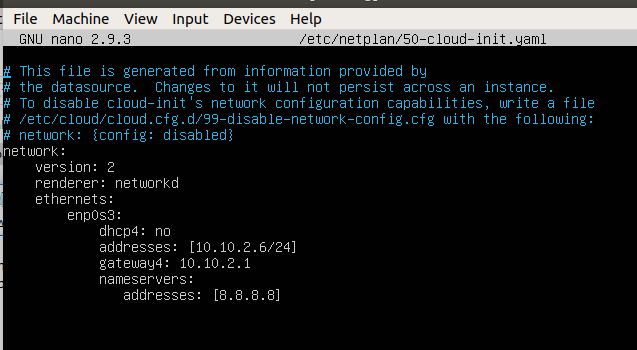 File Machine View Input Devices Help
GNU nano 2.9.3 /etc/netplan/50-cloud-init.yaml
# This file is generated from information provided by
# the datasource.  Changes to it will not persist across an instance.
# To disable cloud-init's network configuration capabilities, write a file
# /etc/cloud/cloud.cfg.d/99-disable-network-config.cfg with the following:
# network: {config: disabled}
network:
    version: 2
    renderer: networkd
    ethernets:
        enp0s3:
            dhcp4: no
            addresses: [10.10.2.6/24]
            gateway4: 10.10.2.1
            nameservers:
               addresses: [8.8.8.8]